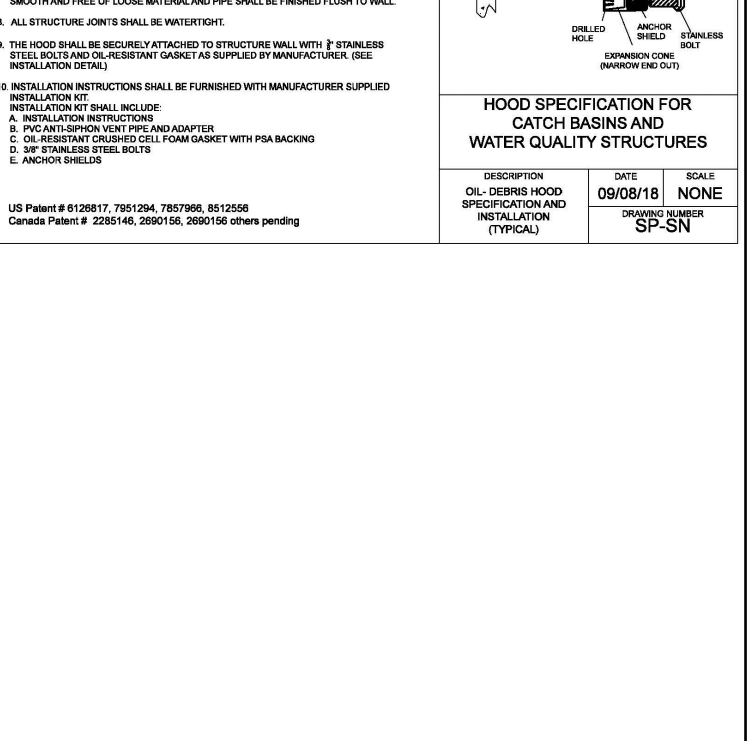 SMOOTH AND FREE OF LOOSE MATERIAL AND PIPE SHALL BE FINISHED FLUSH TO WALL.
8. ALL STRUCTURE JOINTS SHALL BE WATERTIGHT.
9. THE HOOD SHALL BE SECURELY ATTACHED TO STRUCTURE WALL WITH 3/8" STAINLESS
STEEL BOLTS AND OIL-RESISTANT GASKET AS SUPPLIED BY MANUFACTURER. (SEE
INSTALLATION DETAIL)
10. INSTALLATION INSTRUCTIONS SHALL BE FURNISHED WITH MANUFACTURER SUPPLIED
INSTALLATION KIT.
INSTALLATION KIT SHALL INCLUDE:
A. INSTALLATION INSTRUCTIONS
B. PVC ANTI-SIPHON VENT PIPE AND ADAPTER
C. OIL-RESISTANT CRUSHED CELL FOAM GASKET WITH PSA BACKING
D. 3/8" STAINLESS STEEL BOLTS
E. ANCHOR SHIELDS
US Patent # 6126817, 7951294, 7857966, 8512556
Canada Patent # 2285146, 2690156, 2690156 others pending
DRILLED
HOLE
ANCHOR
SHIELD
STAINLESS
BOLT
EXPANSION CONE
(NARROW END OUT)
HOOD SPECIFICATION FOR
CATCH BASINS AND
WATER QUALITY STRUCTURES
DESCRIPTION
OIL- DEBRIS HOOD
SPECIFICATION AND
INSTALLATION
(TYPICAL)
DATE
09/08/18
SCALE
NONE
DRAWING NUMBER
SP-SN